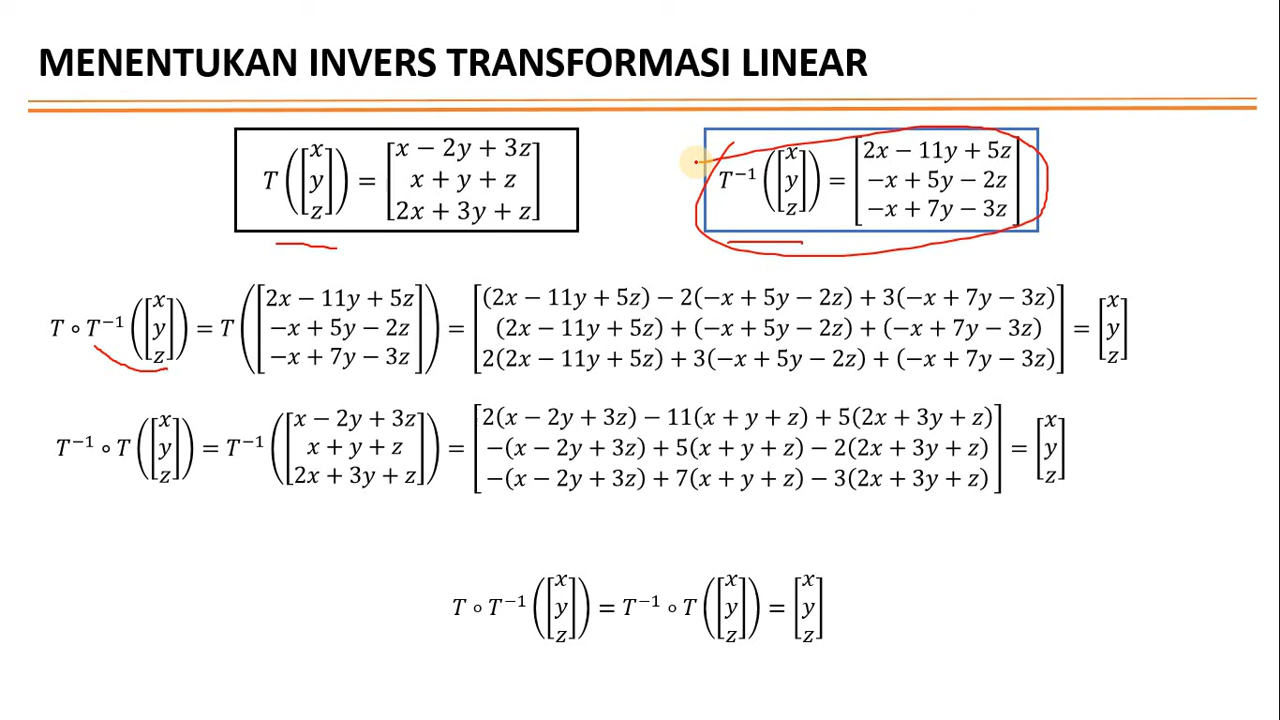 MENENTUKAN INVERS TRANSFORMASI LINEAR
T([x y z]) = [x − 2y + 3z
x + y + z
2x + 3y + z]
T⁻¹([x y z]) = [2x − 11y + 5z
−x + 5y − 2z
−x + 7y − 3z]
T ∘ T⁻¹([x y z]) = T([2x − 11y + 5z
−x + 5y − 2z
−x + 7y − 3z]) = [(2x − 11y + 5z) − 2(−x + 5y − 2z) + 3(−x + 7y − 3z)
(2x − 11y + 5z) + (−x + 5y − 2z) + (−x + 7y − 3z)
2(2x − 11y + 5z) + 3(−x + 5y − 2z) + (−x + 7y − 3z)] = [x y z]
T⁻¹ ∘ T([x y z]) = T⁻¹([x − 2y + 3z
x + y + z
2x + 3y + z]) = [2(x − 2y + 3z) − 11(x + y + z) + 5(2x + 3y + z)
−(x − 2y + 3z) + 5(x + y + z) − 2(2x + 3y + z)
−(x − 2y + 3z) + 7(x + y + z) − 3(2x + 3y + z)] = [x y z]
T ∘ T⁻¹([x y z]) = T⁻¹ ∘ T([x y z]) = [x y z]